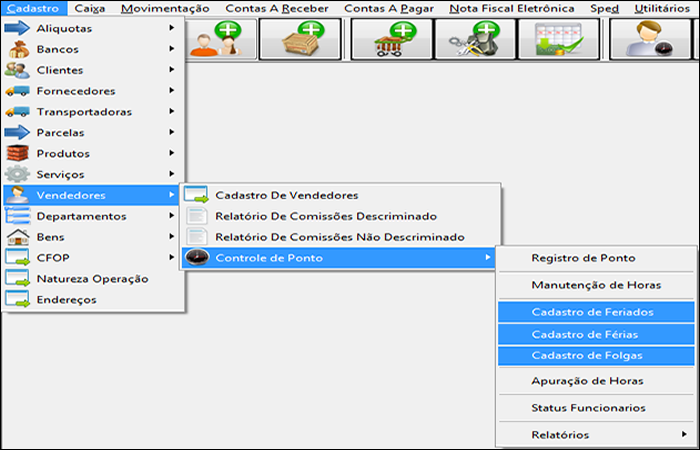 Cadastro Caixa Movimentação Contas A Receber Contas A Pagar Nota Fiscal Eletrônica Sped Utilitários
Aliquotas
Bancos
Clientes
Fornecedores
Transportadoras
Parcelas
Produtos
Serviços
Vendedores
Departamentos
Bens
CFOP
Natureza Operação
Endereços
Cadastro De Vendedores
Relatório De Comissões Descriminado
Relatório De Comissões Não Descriminado
Controle de Ponto
Registro de Ponto
Manutenção de Horas
Cadastro de Feriados
Cadastro de Férias
Cadastro de Folgas
Apuração de Horas
Status Funcionarios
Relatórios